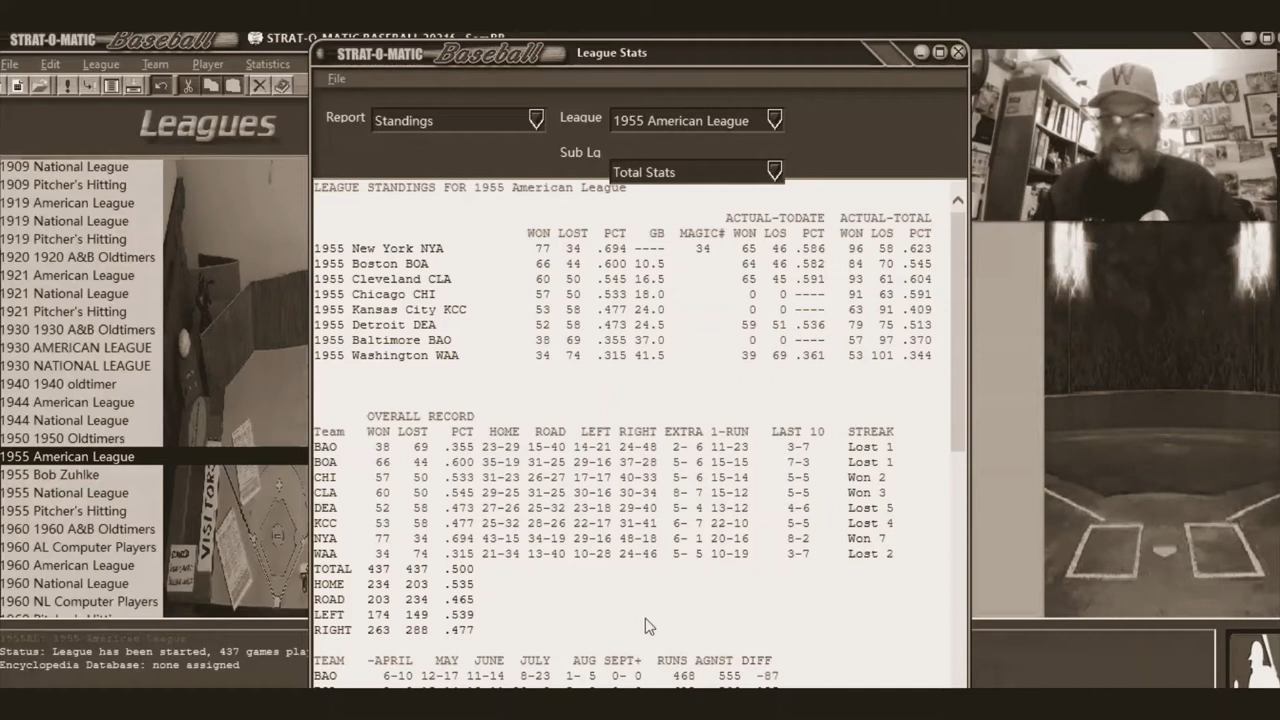 STRAT-O-MATIC Baseball STRAT-O-MATIC
STRAT-O-MATIC Baseball League Stats
File Edit League Team Player Statistics
File
Leagues
Report Standings League 1955 American League
Sub Lg
Total Stats
1909 National League
1909 Pitcher's Hitting
1919 American League
1919 National League
1919 Pitcher's Hitting
1920 1920 A&B Oldtimers
1921 American League
1921 National League
1921 Pitcher's Hitting
1930 1930 A&B Oldtimers
1930 AMERICAN LEAGUE
1930 NATIONAL LEAGUE
1940 1940 oldtimer
1944 American League
1944 National League
1950 1950 Oldtimers
1955 American League
1955 Bob Zuhlke
1955 National League
1955 Pitcher's Hitting
1960 1960 A&B Oldtimers
1960 AL Computer Players
1960 American League
1960 National League
1960 NL Computer Players
VISITORS
1955AL: 1955 American League
Status: League has been started, 437 games pla
Encyclopedia Database: none assigned
LEAGUE STANDINGS FOR 1955 American League
ACTUAL-TODATE ACTUAL-TOTAL
WON LOST PCT GB MAGIC# WON LOS PCT WON LOS PCT
1955 New York NYA 77 34 .694 ---- 34 65 46 .586 96 58 .623
1955 Boston BOA 66 44 .600 10.5 64 46 .582 84 70 .545
1955 Cleveland CLA 60 50 .545 16.5 65 45 .591 93 61 .604
1955 Chicago CHI 57 50 .533 18.0 0 0 ---- 91 63 .591
1955 Kansas City KCC 53 58 .477 24.0 0 0 ---- 63 91 .409
1955 Detroit DEA 52 58 .473 24.5 59 51 .536 79 75 .513
1955 Baltimore BAO 38 69 .355 37.0 0 0 ---- 57 97 .370
1955 Washington WAA 34 74 .315 41.5 39 69 .361 53 101 .344
OVERALL RECORD
Team WON LOST PCT HOME ROAD LEFT RIGHT EXTRA 1-RUN LAST 10 STREAK
BAO 38 69 .355 23-29 15-40 14-21 24-48 2- 6 11-23 3-7 Lost 1
BOA 66 44 .600 35-19 31-25 29-16 37-28 5- 6 15-15 7-3 Lost 1
CHI 57 50 .533 31-23 26-27 17-17 40-33 5- 6 15-14 5-5 Won 2
CLA 60 50 .545 29-25 31-25 30-16 30-34 8- 7 15-12 5-5 Won 3
DEA 52 58 .473 27-26 25-32 23-18 29-40 5- 4 13-12 4-6 Lost 5
KCC 53 58 .477 25-32 28-26 22-17 31-41 6- 7 22-10 5-5 Lost 4
NYA 77 34 .694 43-15 34-19 29-16 48-18 6- 1 20-16 8-2 Won 7
WAA 34 74 .315 21-34 13-40 10-28 24-46 5- 5 10-19 3-7 Lost 2
TOTAL 437 437 .500
HOME 234 203 .535
ROAD 203 234 .465
LEFT 174 149 .539
RIGHT 263 288 .477
TEAM -APRIL MAY JUNE JULY AUG SEPT+ RUNS AGNST DIFF
BAO 6-10 12-17 11-14 8-23 1- 5 0- 0 468 555 -87
W